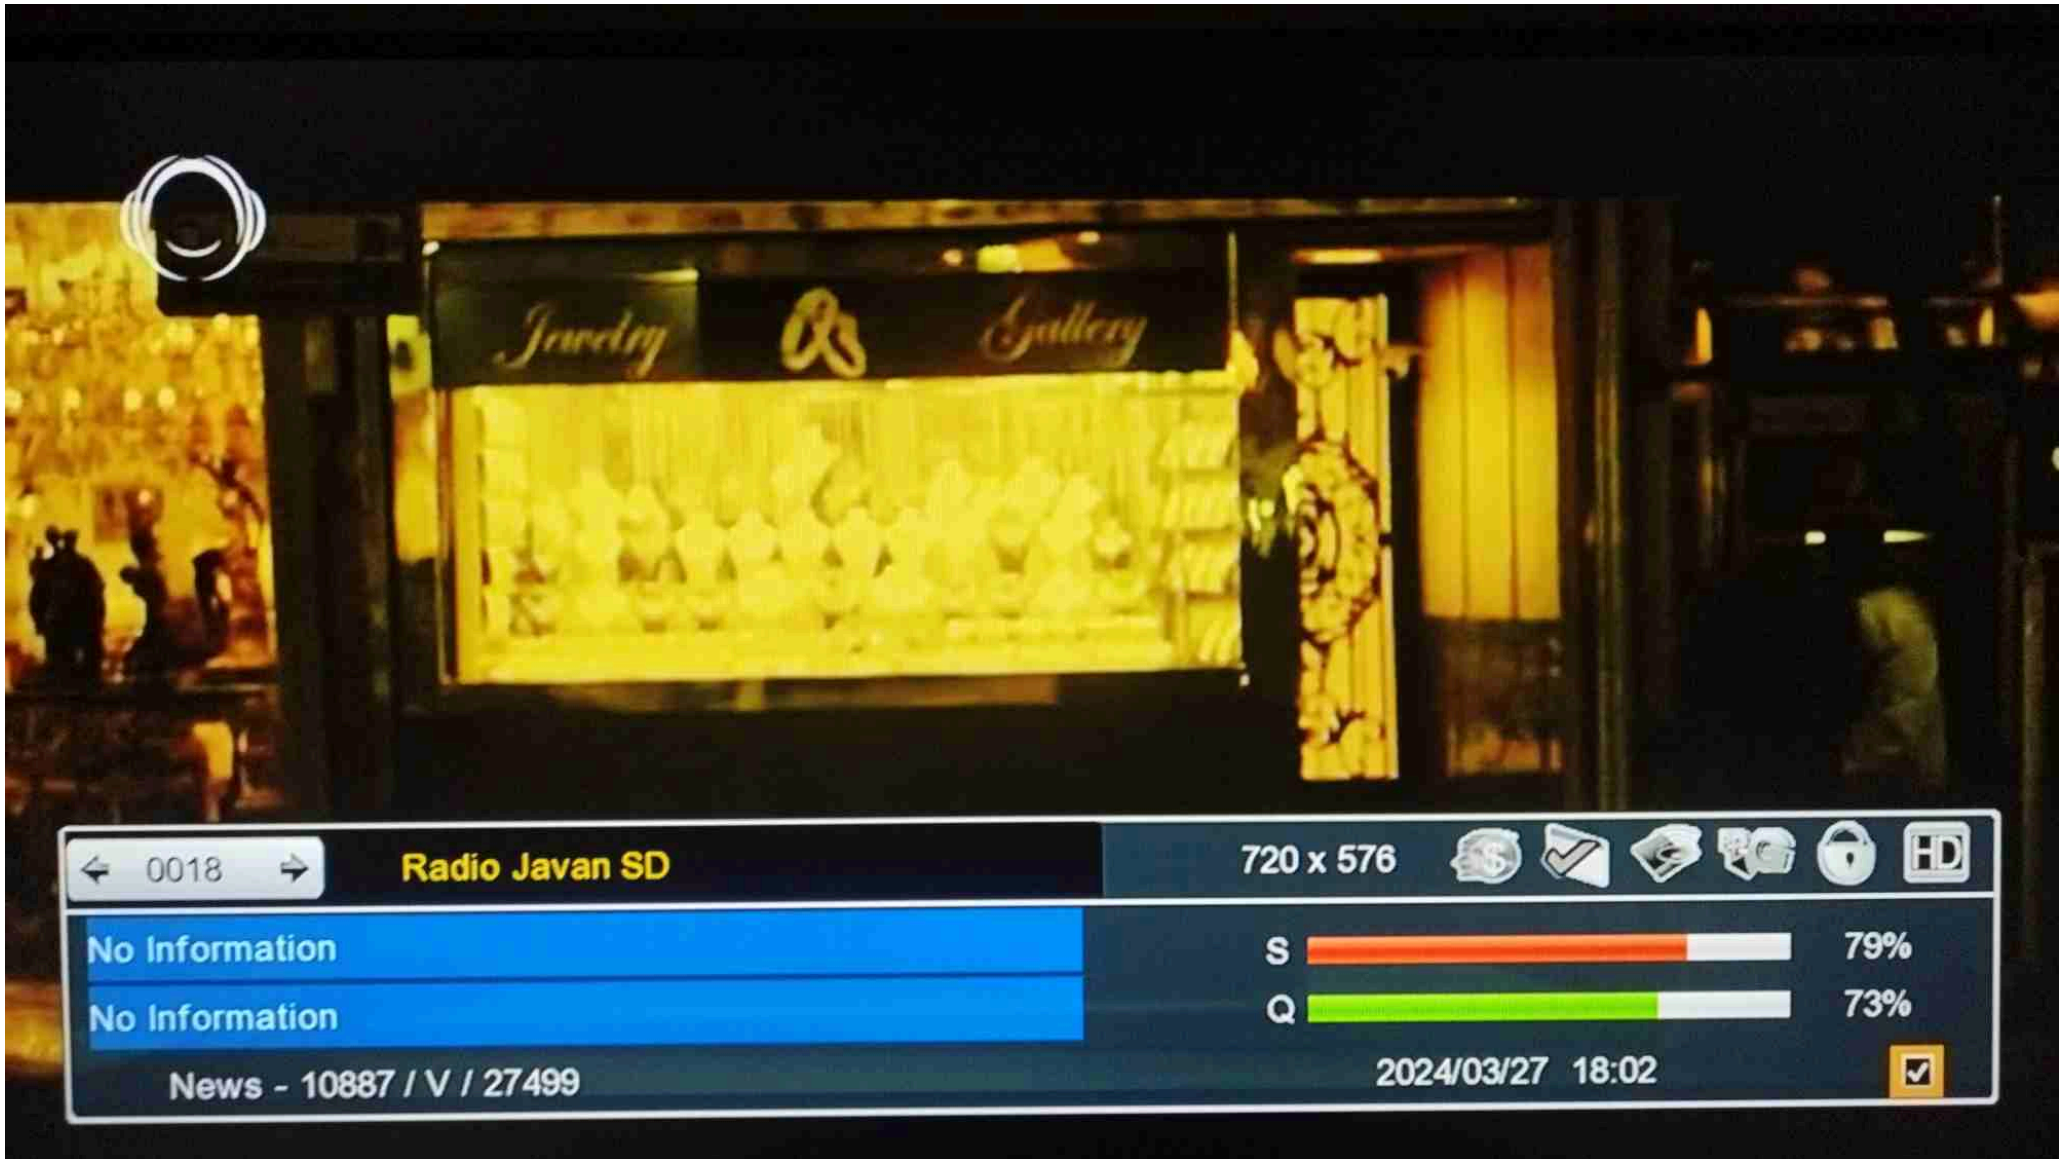 Jewelry Gallery
0018 Radio Javan SD 720 x 576 HD
No Information S 79%
No Information Q 73%
News - 10887 / V / 27499 2024/03/27 18:02